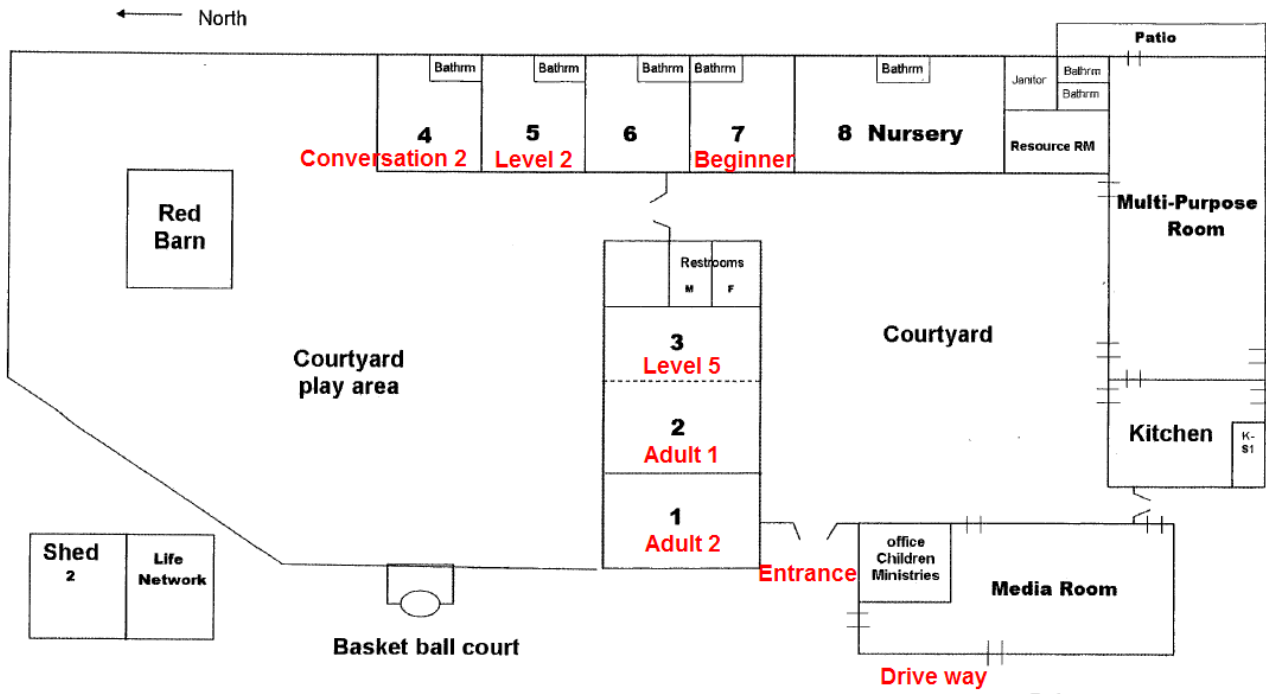 North
Patio
Bathrm
Bathrm
Bathrm
Bathrm
Bathrm
Janitor
Bathrm
Bathrm
4
Conversation 2
5
Level 2
6
7
Beginner
8 Nursery
Resource RM
Multi-Purpose
Room
Red
Barn
Restrooms
M
F
Courtyard
play area
3
Level 5
Courtyard
2
Adult 1
Kitchen
K-
S1
1
Adult 2
Entrance
office
Children
Ministries
Media Room
Shed
2
Life
Network
Basket ball court
Drive way